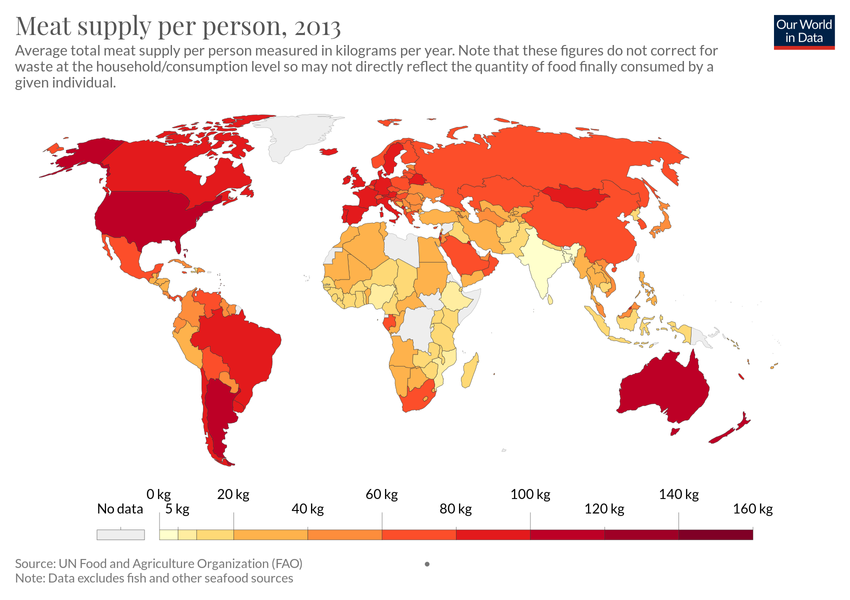 Meat supply per person, 2013
Our World
in Data
Average total meat supply per person measured in kilograms per year. Note that these figures do not correct for
waste at the household/consumption level so may not directly reflect the quantity of food finally consumed by a
given individual.
0 kg 20 kg 60 kg 100 kg 140 kg
No data 5 kg 40 kg 80 kg 120 kg 160 kg
Source: UN Food and Agriculture Organization (FAO)
Note: Data excludes fish and other seafood sources